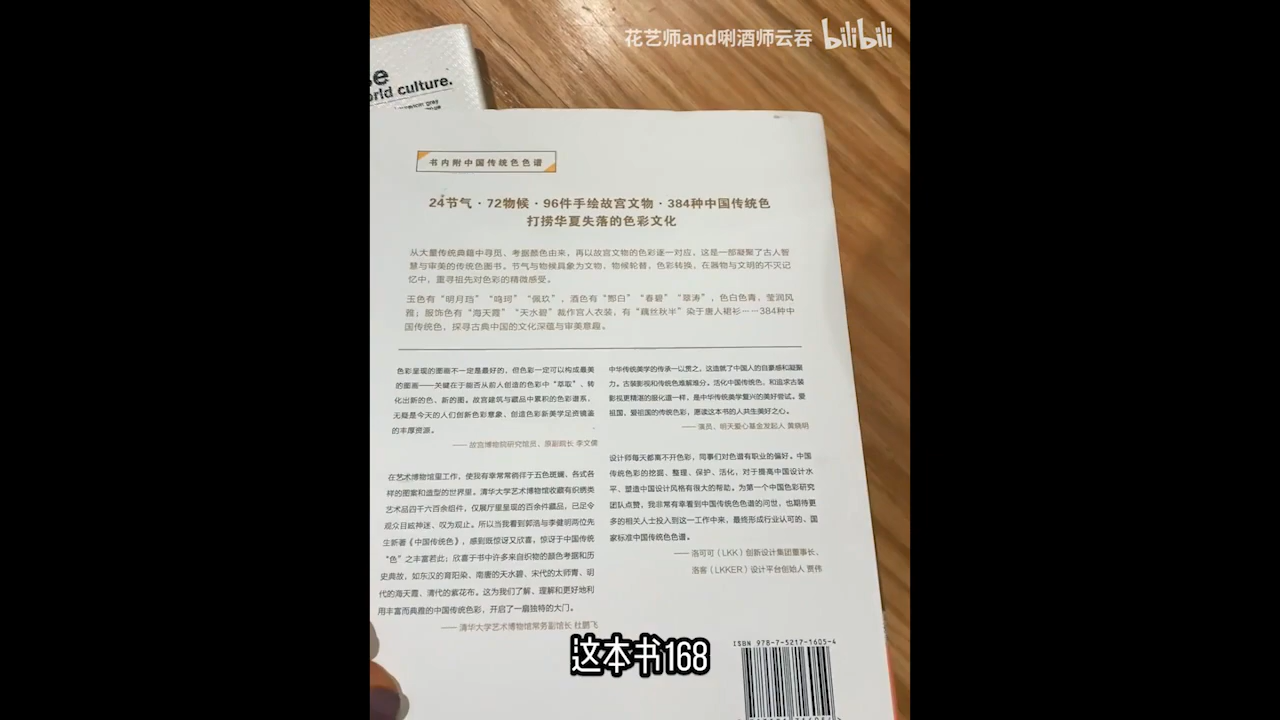 花艺师and唎酒师云吞 bilibili
se
orld culture.
书内附中国传统色色谱
24节气·72物候·96件手绘故宫文物·384种中国传统色
打捞华夏失落的色彩文化
从大量传统典籍中寻觅、考据颜色由来，再以故宫文物的色彩逐一对应，这是一部凝聚了古人智
慧与审美的传统色图书。节气与物候具象为文物，物候轮替，色彩转换，在器物与文明的不灭记
忆中，重寻祖先对色彩的精微感受。
玉色有“明月珰”“鸣珂”“佩玖”，酒色有“郎白”“春碧”“翠涛”，色白色青，莹润风
雅；服饰色有“海天霞”“天水碧”裁作宫人衣装，有“藕丝秋半”染于唐人裙衫……384种中
国传统色，探寻古典中国的文化深蕴与审美意趣。
色彩呈现的图画不一定是最好的，但色彩一定可以构成最美
的图画——关键在于能否从前人创造的色彩中“萃取”、转
化出新的色、新的图。故宫建筑与藏品中累积的色彩谱系，
无疑是今天的人们创新色彩意象、创造色彩新美学足资镜鉴
的丰厚资源。
——故宫博物院研究馆员、原副院长 李文儒
在艺术博物馆里工作，使我有幸常常徜徉于五色斑斓、各式各
样的图案和造型的世界里。清华大学艺术博物馆收藏有织绣类
艺术品四千六百余组件，仅展厅里呈现的百余件藏品，已足令
观众目眩神迷、叹为观止。所以当我看到郭浩与李健明两位先
生新著《中国传统色》，感到既惊讶又欣喜，惊讶于中国传统
“色”之丰富若此；欣喜于书中许多来自织物的颜色考据和历
史典故，如东汉的育阳染、南唐的天水碧、宋代的太师青、明
代的海天霞、清代的紫花布。这为我们了解、理解和更好地利
用丰富而典雅的中国传统色彩，开启了一扇独特的大门。
——清华大学艺术博物馆常务副馆长 杜鹏飞
中华传统美学的传承一以贯之，这造就了中国人的自豪感和凝聚
力。古装影视和传统色难解难分。活化中国传统色，和追求古装
影视更精湛的服化道一样，是中华传统美学复兴的美好尝试。爱
祖国，爱祖国的传统色彩，愿读这本书的人共生美好之心。
——演员、明天爱心基金发起人 黄晓明
设计师每天都离不开色彩，同事们对色谱有职业的偏好。中国
传统色彩的挖掘、整理、保护、活化，对于提高中国设计水
平、塑造中国设计风格有很大的帮助。为第一个中国色彩研究
团队点赞，我非常有幸看到中国传统色色谱的问世，也期待更
多的相关人士投入到这一工作中来，最终形成行业认可的、国
家标准中国传统色色谱。
——洛可可（LKK）创新设计集团董事长、
洛客（LKKER）设计平台创始人 贾伟
ISBN 978-7-5217-1605-4
这本书168